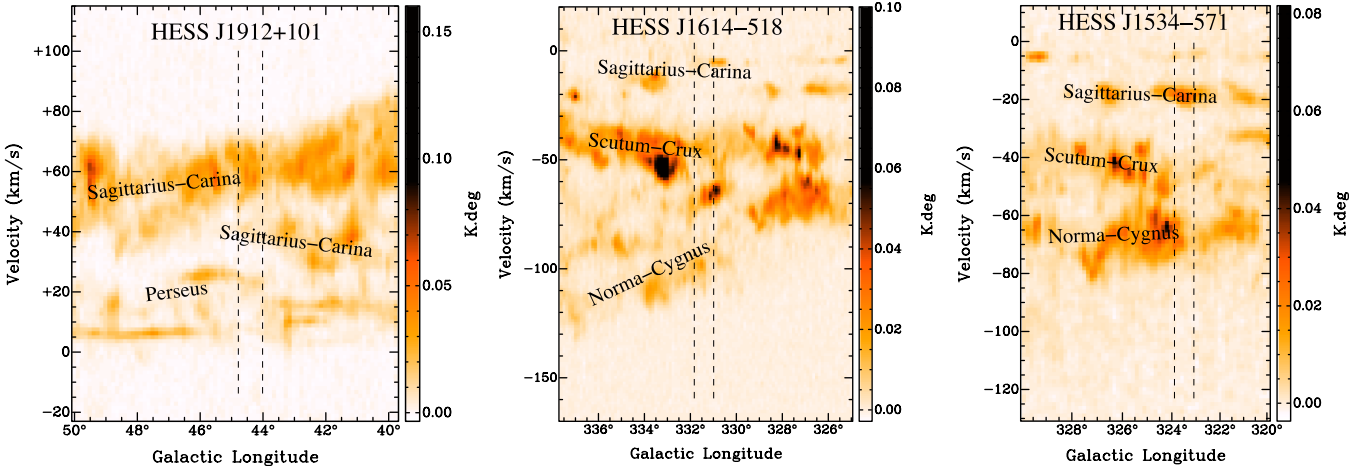 HESS J1912+101
+100
+80
+60
+40
+20
0
−20
Velocity (km/s)
Sagittarius−Carina
Sagittarius−Carina
Perseus
50° 48° 46° 44° 42° 40°
Galactic Longitude
0.15
0.10
0.05
0.00
K.deg
HESS J1614−518
0
−50
−100
−150
Velocity (km/s)
Sagittarius−Carina
Scutum−Crux
Norma−Cygnus
336° 334° 332° 330° 328° 326°
Galactic Longitude
0.10
0.08
0.06
0.04
0.02
0.00
K.deg
HESS J1534−571
0
−20
−40
−60
−80
−100
−120
Velocity (km/s)
Sagittarius−Carina
Scutum−Crux
Norma−Cygnus
328° 326° 324° 322° 320°
Galactic Longitude
0.08
0.06
0.04
0.02
0.00
K.deg